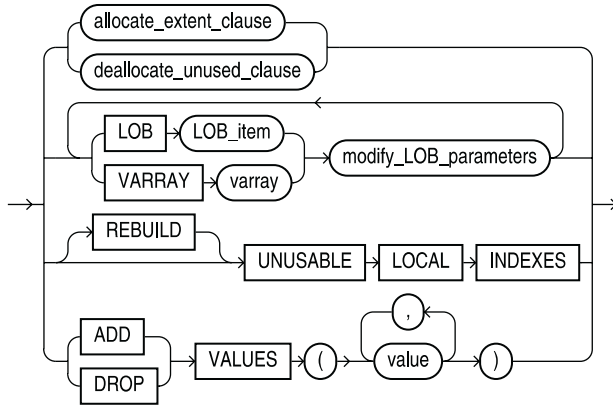 allocate_extent_clause
deallocate_unused_clause
LOB LOB_item
modify_LOB_parameters
VARRAY varray
REBUILD
UNUSABLE LOCAL INDEXES
,
ADD
VALUES ( value )
DROP